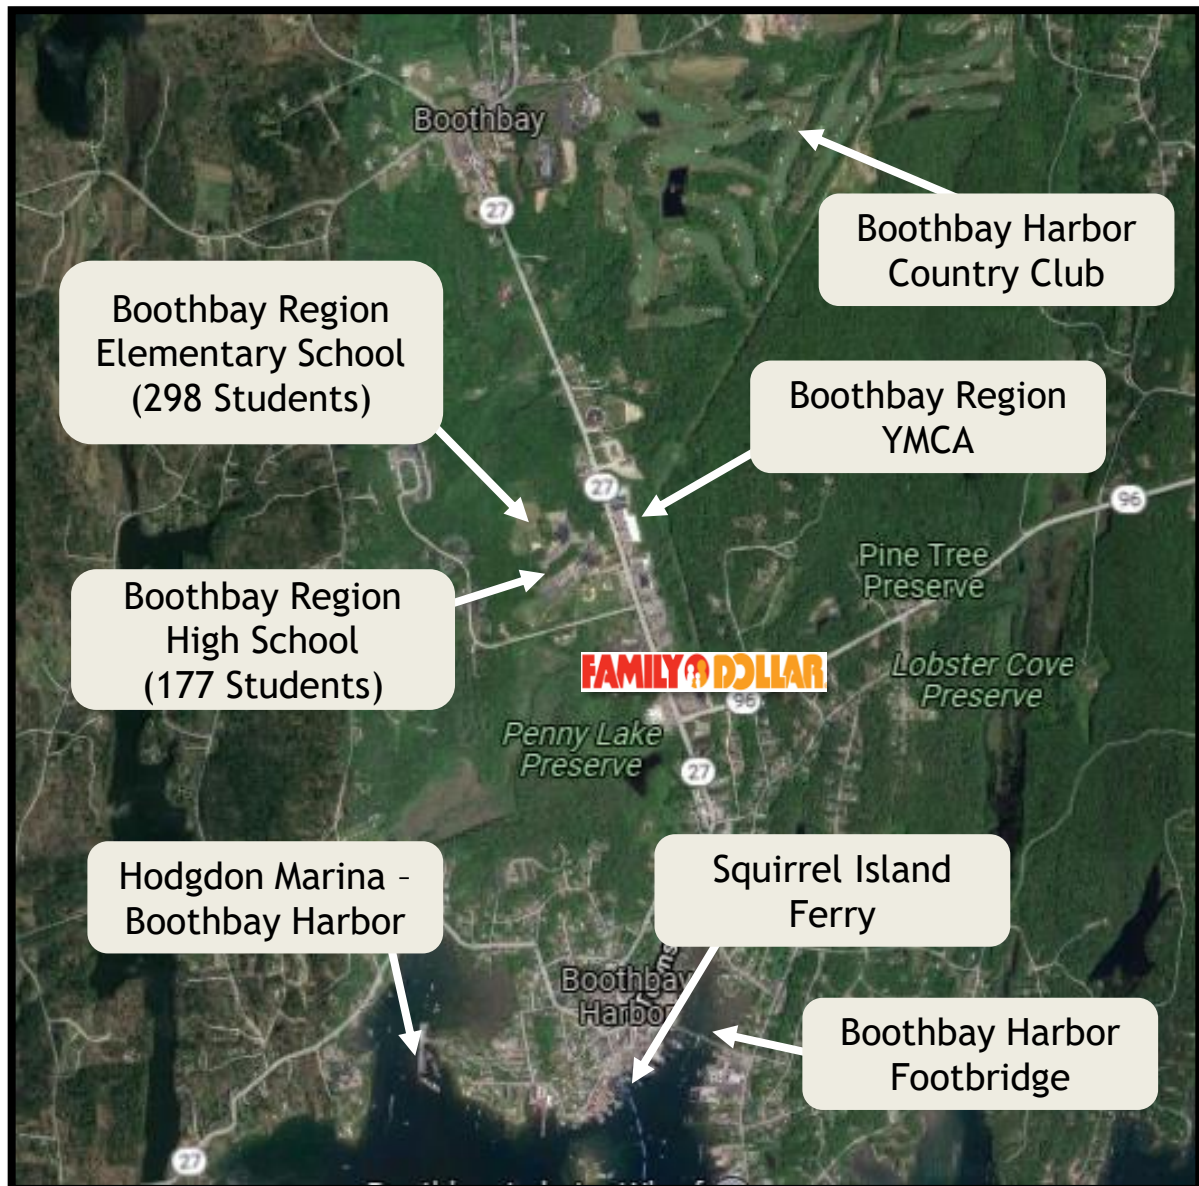 Boothbay
27
Boothbay Harbor
Country Club
Boothbay Region
Elementary School
(298 Students)
Boothbay Region
YMCA
27
96
Pine Tree
Preserve
Boothbay Region
High School
(177 Students)
FAMILY DOLLAR
Lobster Cove
Preserve
96
Penny Lake
Preserve
27
Hodgdon Marina –
Boothbay Harbor
Squirrel Island
Ferry
Boothbay
Harbor
Boothbay Harbor
Footbridge
27